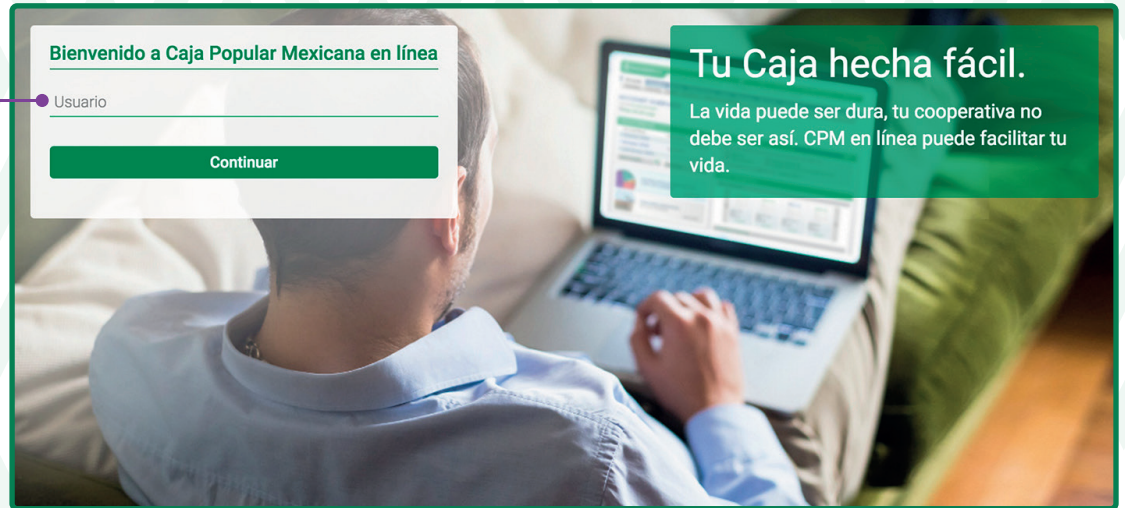 Bienvenido a Caja Popular Mexicana en línea
Usuario
Continuar
Tu Caja hecha fácil.
La vida puede ser dura, tu cooperativa no
debe ser así. CPM en línea puede facilitar tu
vida.